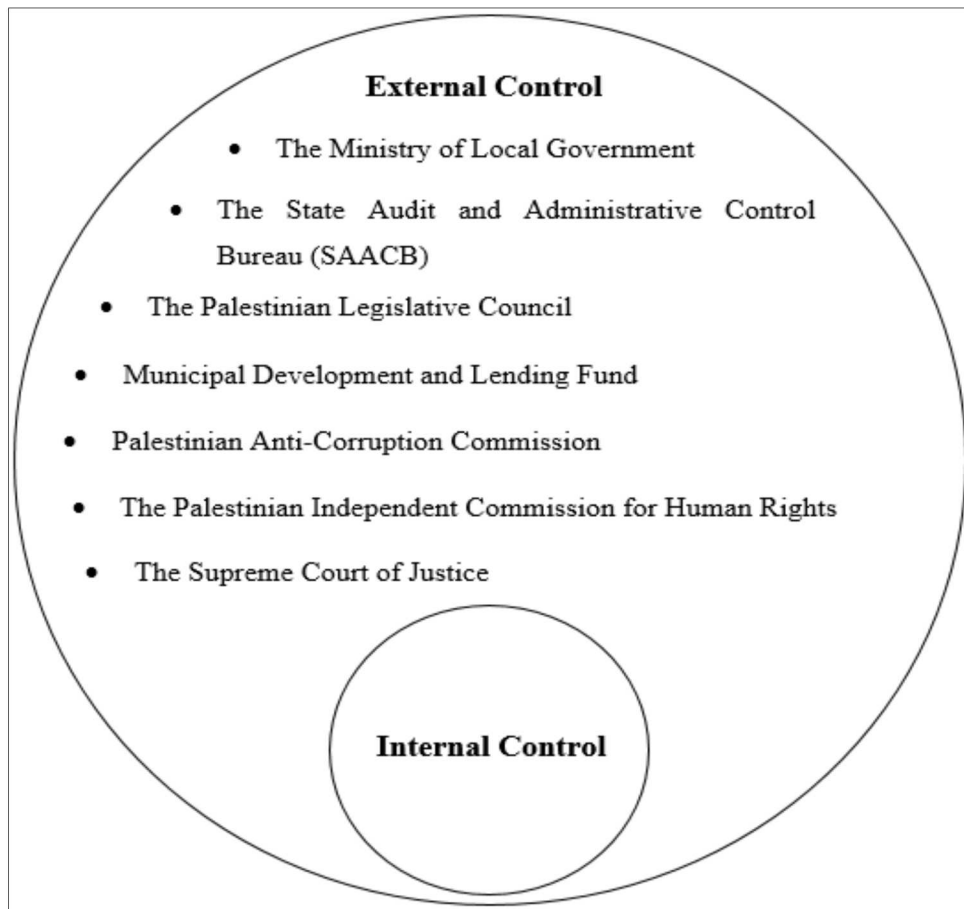 External Control
• The Ministry of Local Government
• The State Audit and Administrative Control
Bureau (SAACB)
• The Palestinian Legislative Council
• Municipal Development and Lending Fund
• Palestinian Anti-Corruption Commission
• The Palestinian Independent Commission for Human Rights
• The Supreme Court of Justice
Internal Control